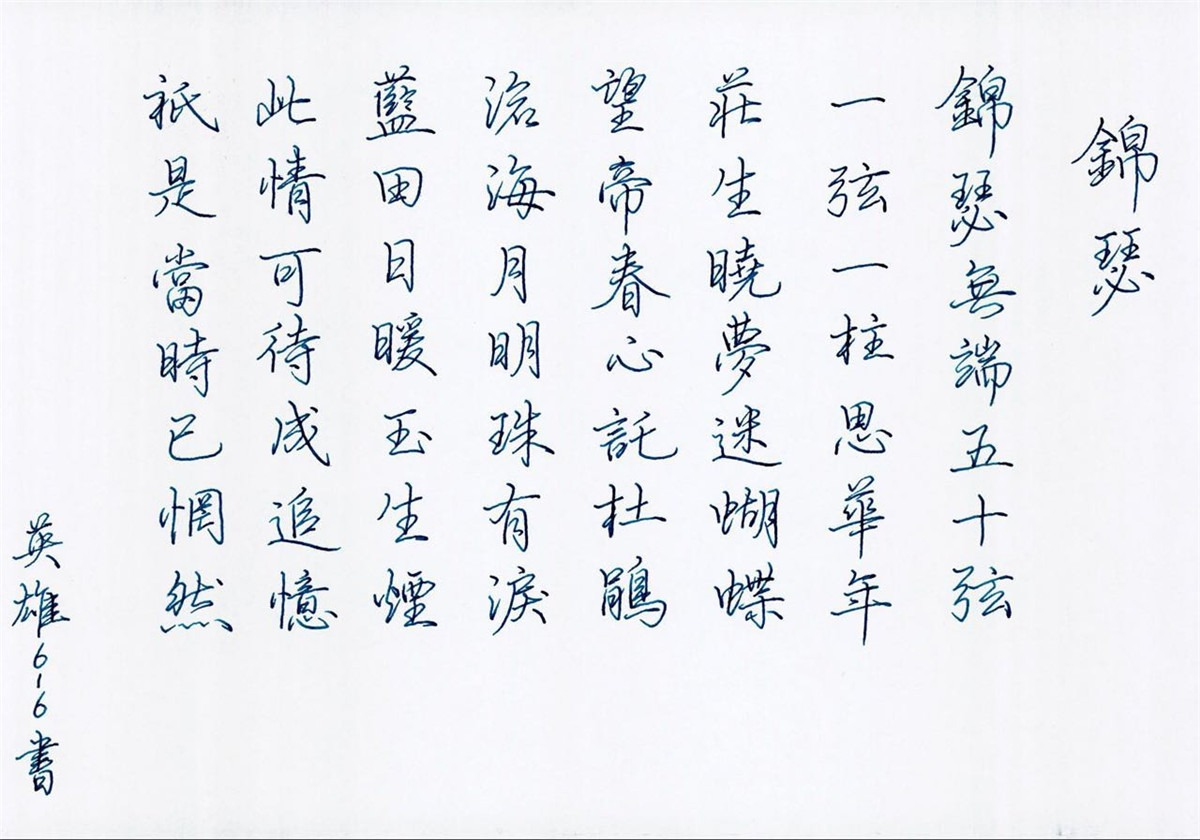 錦瑟
錦瑟無端五十弦
一弦一柱思華年
莊生曉夢迷蝴蝶
望帝春心託杜鵑
滄海月明珠有淚
藍田日暖玉生煙
此情可待成追憶
祇是當時已惘然
英雄616書